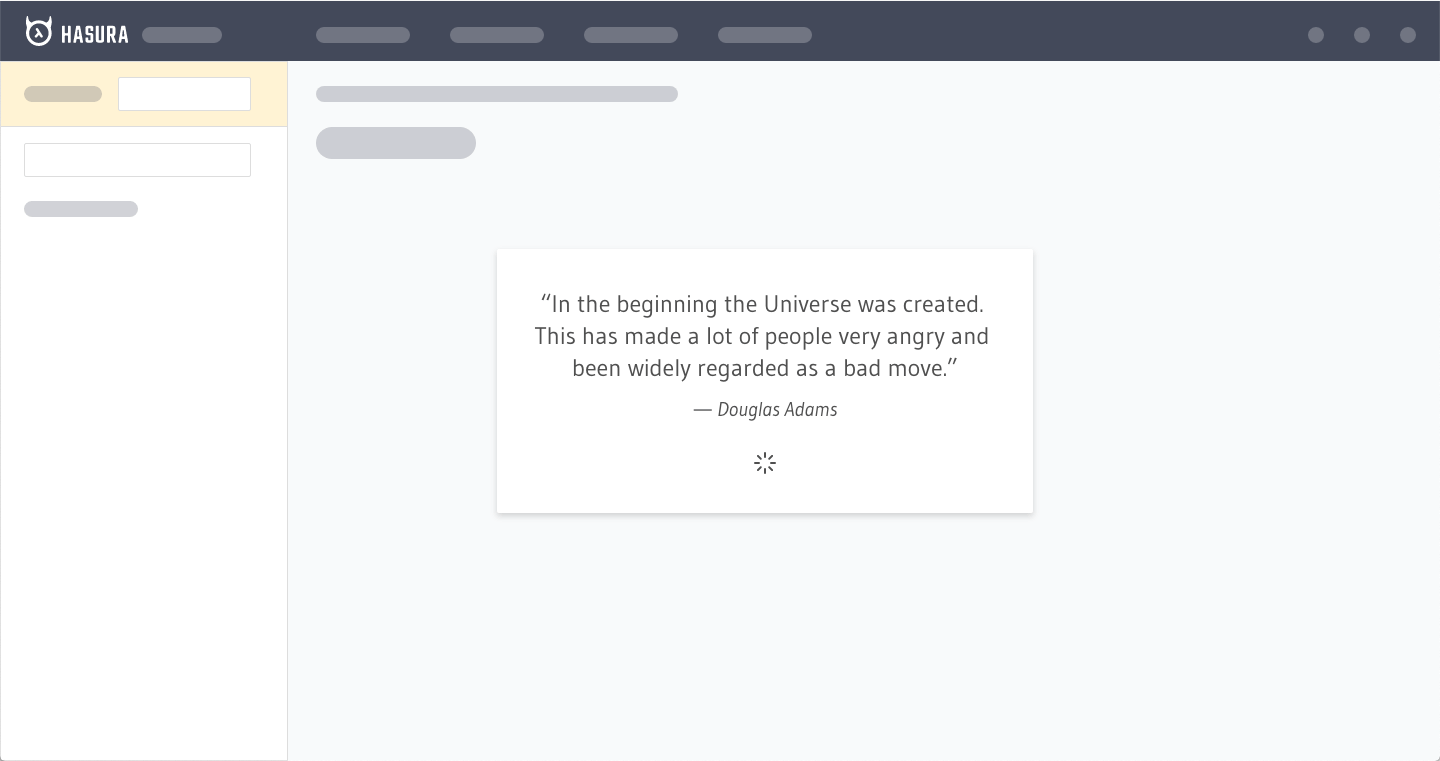 HASURA
“In the beginning the Universe was created.
This has made a lot of people very angry and
been widely regarded as a bad move.”
— Douglas Adams